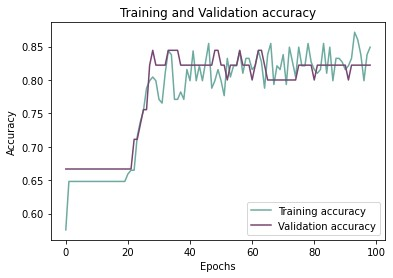 Training and Validation accuracy
0.85
0.80
0.75
0.70
0.65
0.60
Accuracy
0
20
40
60
80
100
Epochs
Training accuracy
Validation accuracy